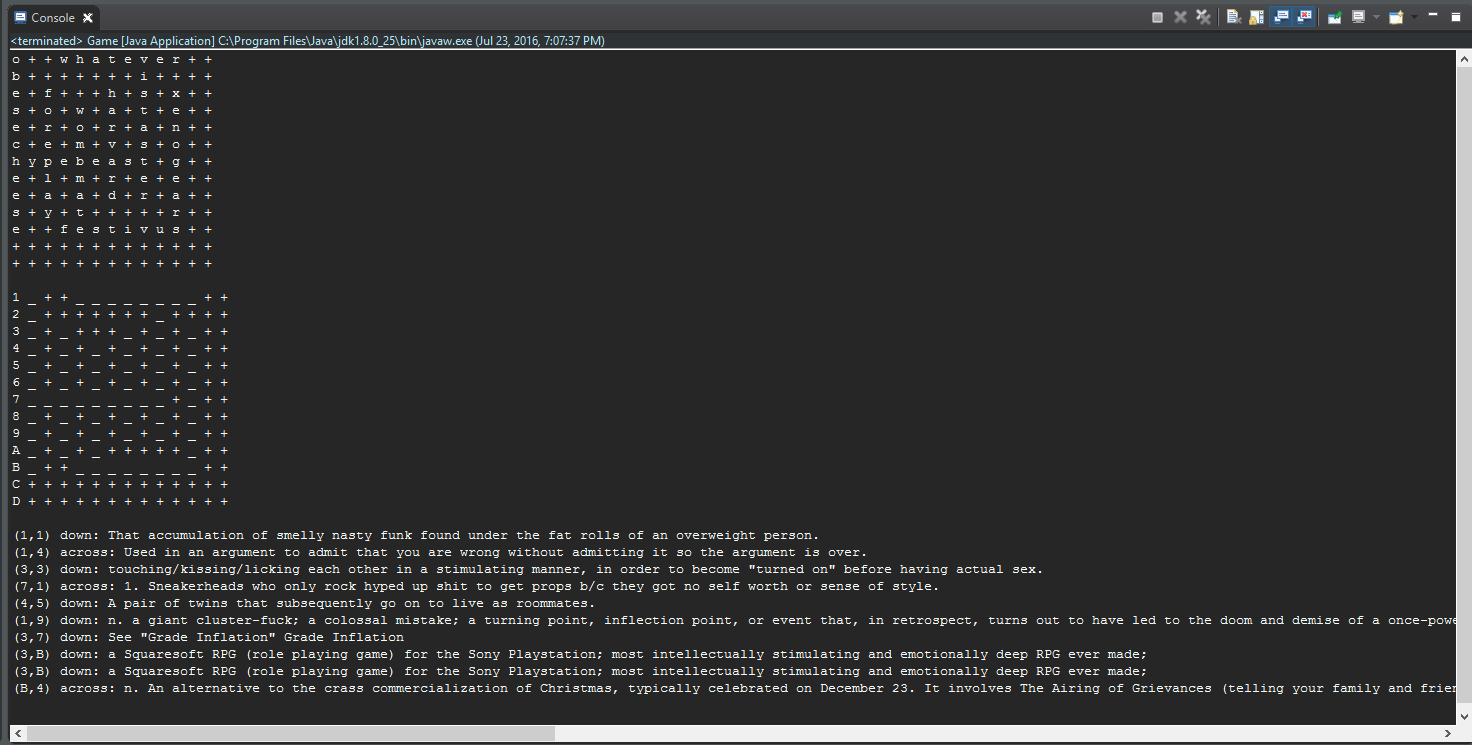 Console
<terminated> Game [Java Application] C:\Program Files\Java\jdk1.8.0_25\bin\javaw.exe (Jul 23, 2016, 7:07:37 PM)
o + + w h a t e v e r + +
b + + + + + + + i + + + +
e + f + + + h + s + x + +
s + o + w + a + t + e + +
e + r + o + r + a + n + +
c + e + m + v + s + o + +
h y p e b e a s t + g + +
e + l + m + r + e + e + +
e + a + a + d + r + a + +
s + y + t + + + + + r + +
e + + f e s t i v u s + +
+ + + + + + + + + + + + +
+ + + + + + + + + + + + +
1 _ + + _ _ _ _ _ _ _ _ + +
2 _ + + + + + + + _ + + + +
3 _ + _ + + + _ + _ + _ + +
4 _ + _ + _ + _ + _ + _ + +
5 _ + _ + _ + _ + _ + _ + +
6 _ + _ + _ + _ + _ + _ + +
7 _ _ _ _ _ _ _ _ _ + _ + +
8 _ + _ + _ + _ + _ + _ + +
9 _ + _ + _ + _ + _ + _ + +
A _ + _ + _ + + + + + _ + +
B _ + + _ _ _ _ _ _ _ _ + +
C + + + + + + + + + + + + +
D + + + + + + + + + + + + +
(1,1) down: That accumulation of smelly nasty funk found under the fat rolls of an overweight person.
(1,4) across: Used in an argument to admit that you are wrong without admitting it so the argument is over.
(3,3) down: touching/kissing/licking each other in a stimulating manner, in order to become "turned on" before having actual sex.
(7,1) across: 1. Sneakerheads who only rock hyped up shit to get props b/c they got no self worth or sense of style.
(4,5) down: A pair of twins that subsequently go on to live as roommates.
(1,9) down: n. a giant cluster-fuck; a colossal mistake; a turning point, inflection point, or event that, in retrospect, turns out to have led to the doom and demise of a once-powe
(3,7) down: See "Grade Inflation" Grade Inflation
(3,B) down: a Squaresoft RPG (role playing game) for the Sony Playstation; most intellectually stimulating and emotionally deep RPG ever made;
(3,B) down: a Squaresoft RPG (role playing game) for the Sony Playstation; most intellectually stimulating and emotionally deep RPG ever made;
(B,4) across: n. An alternative to the crass commercialization of Christmas, typically celebrated on December 23. It involves The Airing of Grievances (telling your family and frien